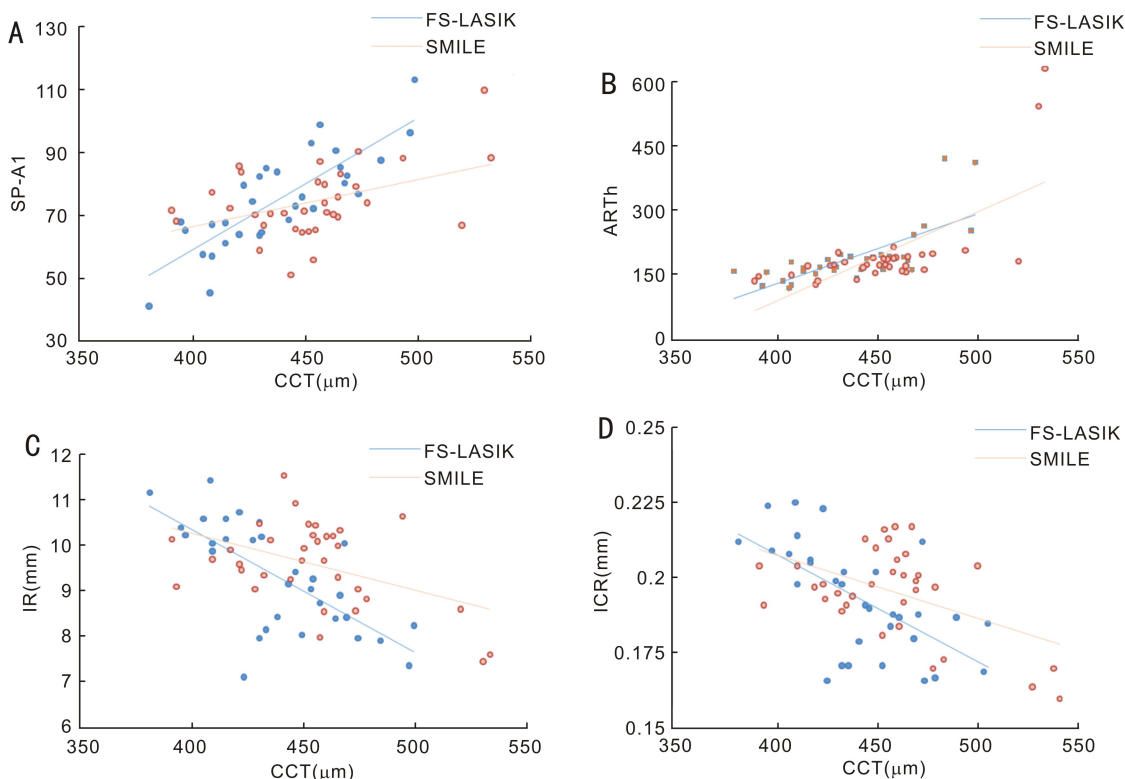 A
FS-LASIK
SMILE
130
110
90
70
50
30
SP-A1
350
400
450
500
550
CCT(μm)
B
FS-LASIK
SMILE
600
450
300
150
0
ARTh
350
400
450
500
550
CCT(μm)
C
FS-LASIK
SMILE
12
11
10
9
8
7
6
IR(mm)
350
400
450
500
550
CCT(μm)
D
FS-LASIK
SMILE
0.25
0.225
0.2
0.175
0.15
ICR(mm)
350
400
450
500
550
CCT(μm)